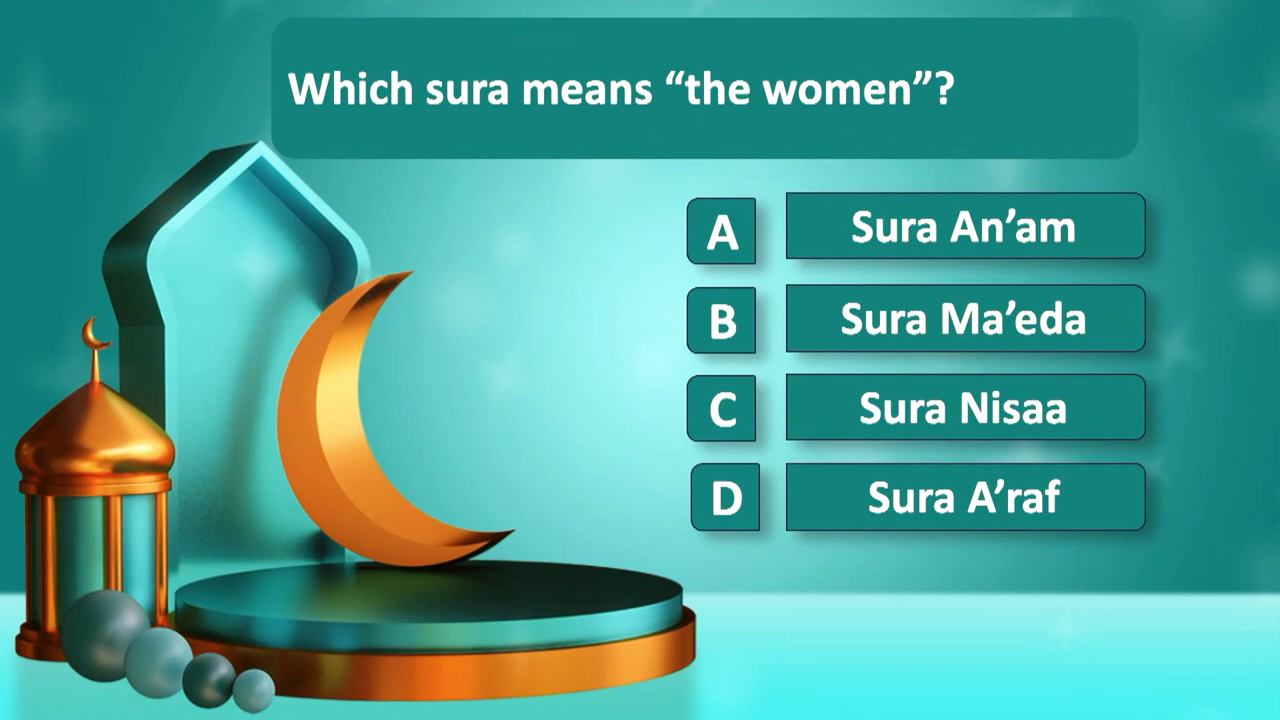 Which sura means “the women”?
A Sura An’am
B Sura Ma’eda
C Sura Nisaa
D Sura A’raf